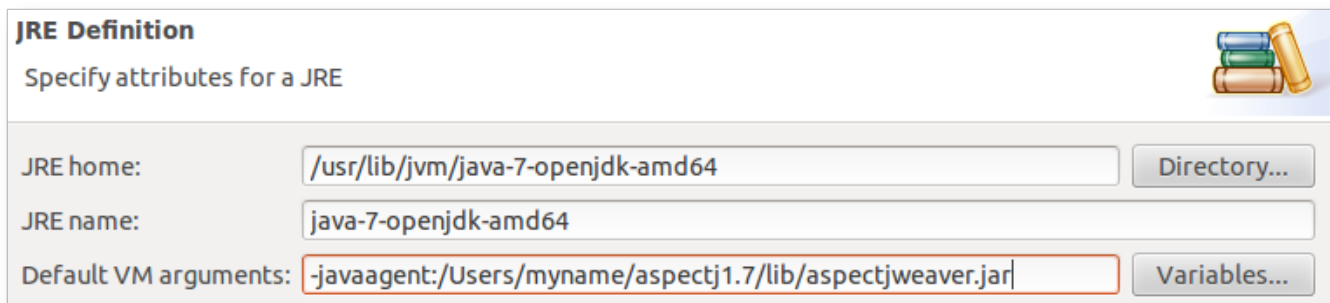 JRE Definition
Specify attributes for a JRE
JRE home: /usr/lib/jvm/java-7-openjdk-amd64 Directory...
JRE name: java-7-openjdk-amd64
Default VM arguments: -javaagent:/Users/myname/aspectj1.7/lib/aspectjweaver.jar Variables...